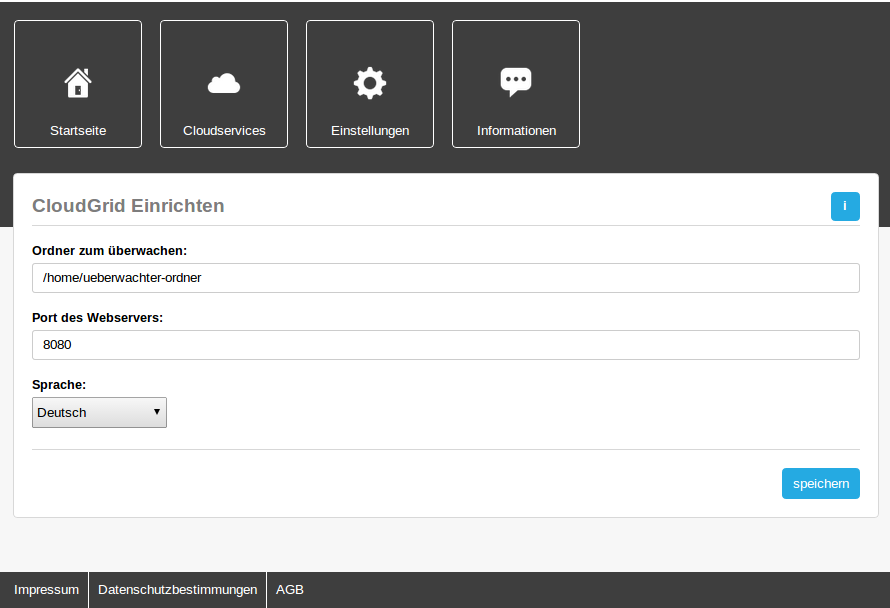 Startseite
Cloudservices
Einstellungen
Informationen
CloudGrid Einrichten
i
Ordner zum überwachen:
/home/ueberwachter-ordner
Port des Webservers:
8080
Sprache:
Deutsch
speichern
Impressum
Datenschutzbestimmungen
AGB